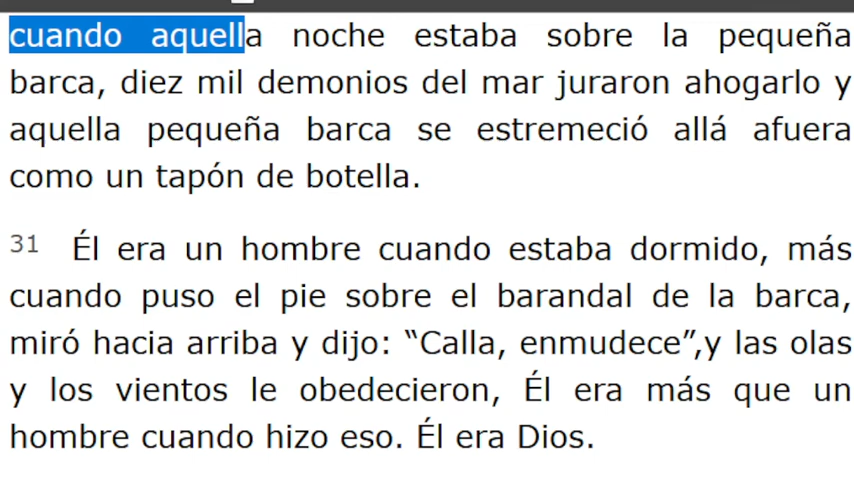 cuando aquella noche estaba sobre la pequeña
barca, diez mil demonios del mar juraron ahogarlo y
aquella pequeña barca se estremeció allá afuera
como un tapón de botella.
31 Él era un hombre cuando estaba dormido, más
cuando puso el pie sobre el barandal de la barca,
miró hacia arriba y dijo: “Calla, enmudece”,y las olas
y los vientos le obedecieron, Él era más que un
hombre cuando hizo eso. Él era Dios.